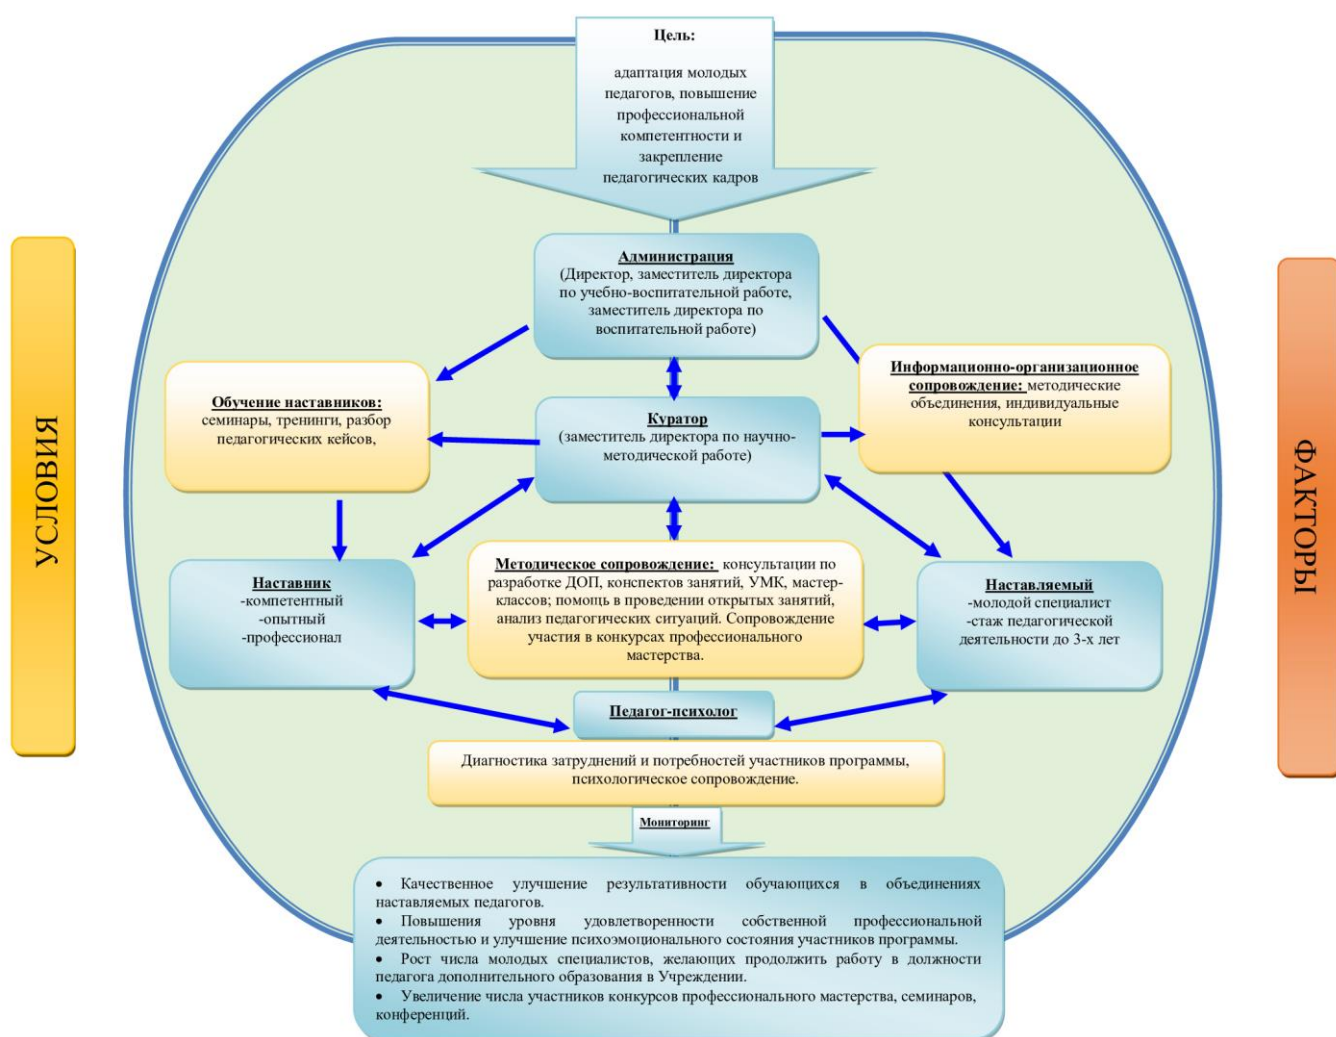 Цель:
адаптация молодых
педагогов, повышение
профессиональной
компетентности и
закрепление
педагогических кадров
Администрация
(Директор, заместитель директора
по учебно-воспитательной работе,
заместитель директора по
воспитательной работе)
УСЛОВИЯ
ФАКТОРЫ
Обучение наставников:
семинары, тренинги, разбор
педагогических кейсов,
Куратор
(заместитель директора по научно-
методической работе)
Информационно-организационное
сопровождение: методические
объединения, индивидуальные
консультации
Наставник
-компетентный
-опытный
-профессионал
Методическое сопровождение: консультации по
разработке ДОП, конспектов занятий, УМК, мастер-
классов; помощь в проведении открытых занятий,
анализ педагогических ситуаций. Сопровождение
участия в конкурсах профессионального
мастерства.
Наставляемый
-молодой специалист
-стаж педагогической
деятельности до 3-х лет
Педагог-психолог
Диагностика затруднений и потребностей участников программы,
психологическое сопровождение.
Мониторинг
• Качественное улучшение результативности обучающихся в объединениях
наставляемых педагогов.
• Повышения уровня удовлетворенности собственной профессиональной
деятельностью и улучшение психоэмоционального состояния участников программы.
• Рост числа молодых специалистов, желающих продолжить работу в должности
педагога дополнительного образования в Учреждении.
• Увеличение числа участников конкурсов профессионального мастерства, семинаров,
конференций.